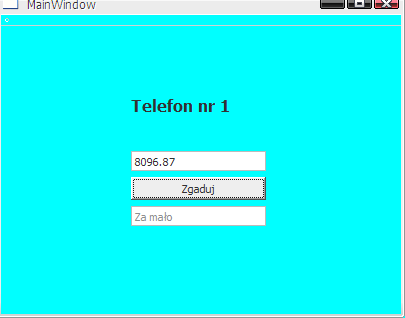 MainWindow
Telefon nr 1
8096.87
Zgaduj
Za mało